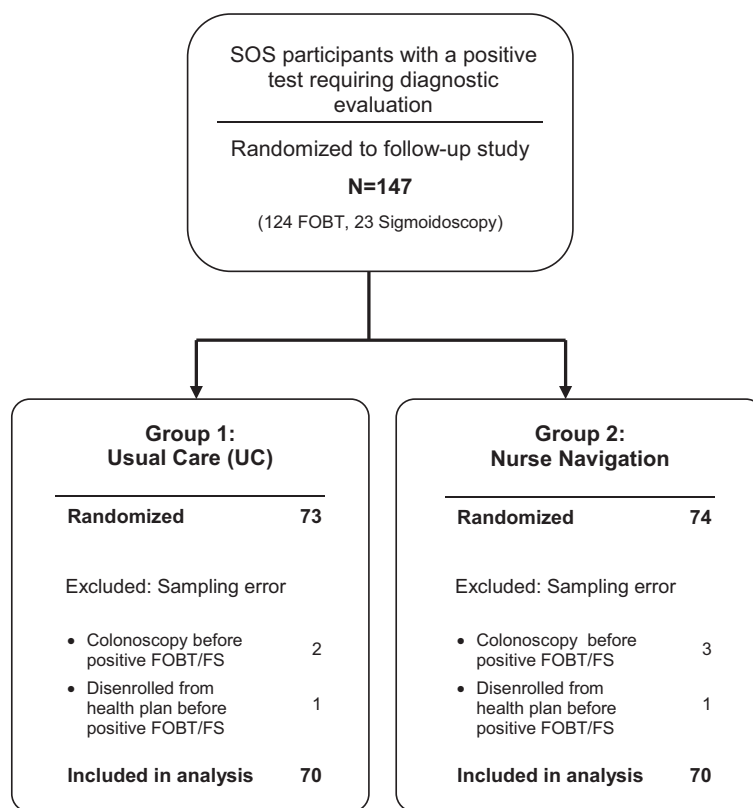 SOS participants with a positive
test requiring diagnostic
evaluation
Randomized to follow-up study
N=147
(124 FOBT, 23 Sigmoidoscopy)
Group 1:
Usual Care (UC)
Randomized 73
Excluded: Sampling error
• Colonoscopy before
positive FOBT/FS 2
• Disenrolled from
health plan before 1
positive FOBT/FS
Included in analysis 70
Group 2:
Nurse Navigation
Randomized 74
Excluded: Sampling error
• Colonoscopy before
positive FOBT/FS 3
• Disenrolled from
health plan before 1
positive FOBT/FS
Included in analysis 70